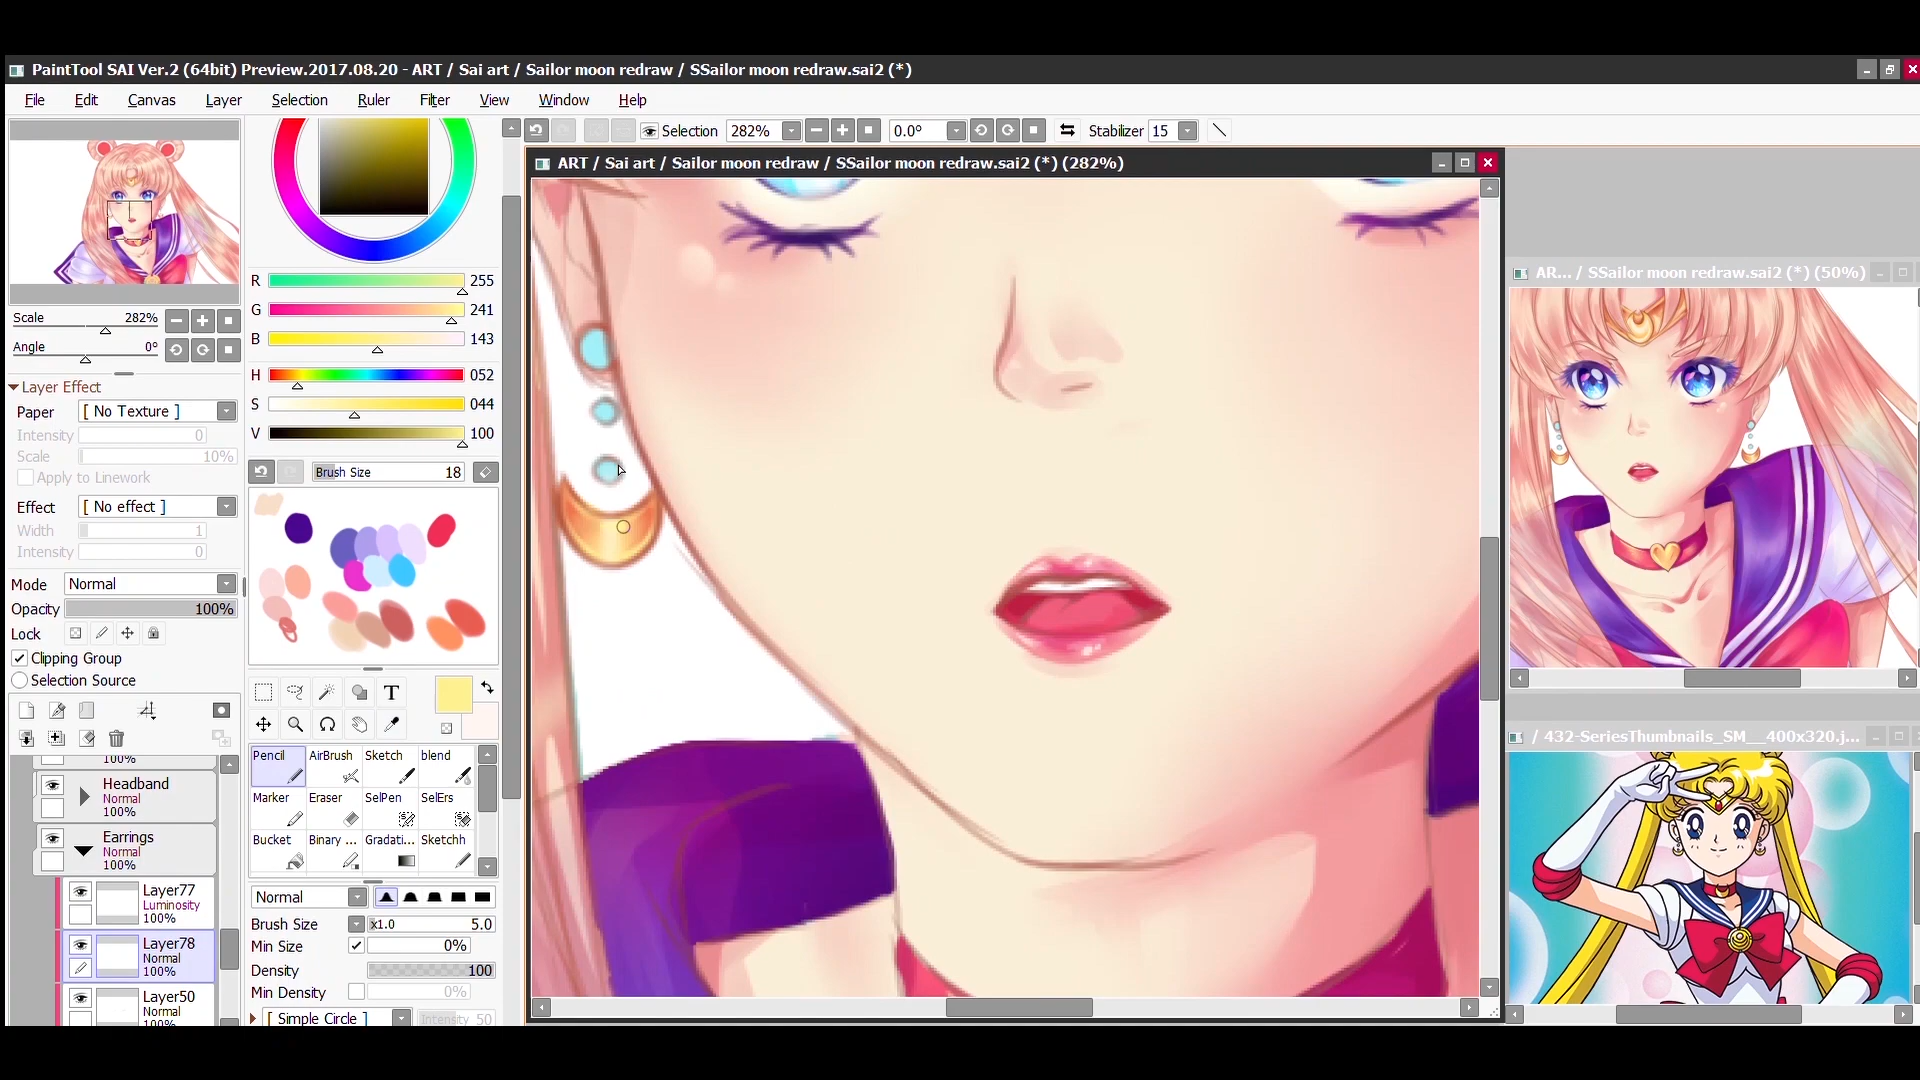 PaintTool SAI Ver.2 (64bit) Preview.2017.08.20 - ART / Sai art / Sailor moon redraw / SSailor moon redraw.sai2 (*)
File Edit Canvas Layer Selection Ruler Filter View Window Help
Selection 282% 0.0° Stabilizer 15
ART / Sai art / Sailor moon redraw / SSailor moon redraw.sai2 (*) (282%)
AR... / SSailor moon redraw.sai2 (*) (50%)
/ 432-SeriesThumbnails_SM__400x320.j...
Scale 282%
Angle 0°
Layer Effect
Paper [ No Texture ]
Intensity 0
Scale 10%
Apply to Linework
Effect [ No effect ]
Width 1
Intensity 0
Mode Normal
Opacity 100%
Lock
Clipping Group
Selection Source
100%
Headband
Normal
100%
Earrings
Normal
100%
Layer77
Luminosity
100%
Layer78
Normal
100%
Layer50
Normal
100%
R 255
G 241
B 143
H 052
S 044
V 100
Brush Size 18
T
Pencil AirBrush Sketch blend
Marker Eraser SelPen SelErs
Bucket Binary ... Gradati... Sketchh
Normal
Brush Size x1.0 5.0
Min Size 0%
Density 100
Min Density 0%
[ Simple Circle ] Intensity 50